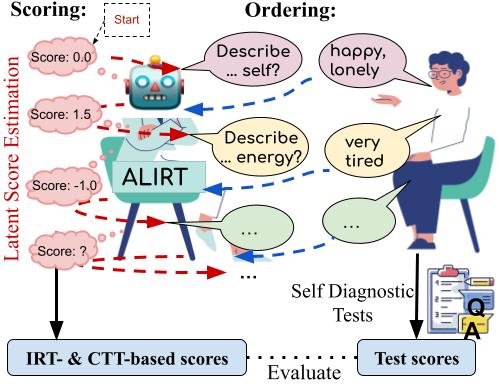 Scoring:
Ordering:
Start
Latent Score Estimation
Score: 0.0
Describe
... self?
happy,
lonely
Score: 1.5
Describe
... energy?
very
tired
ALIRT
Score: -1.0
...
...
Score: ?
...
Self Diagnostic
Tests
Q
A
IRT- & CTT-based scores
Evaluate
Test scores